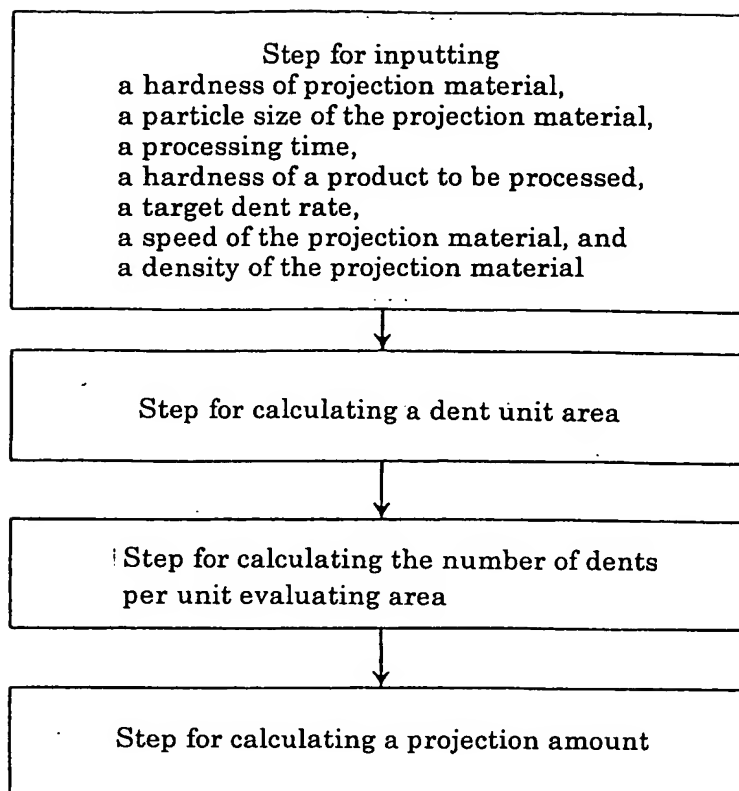 Step for inputting
a hardness of projection material,
a particle size of the projection material,
a processing time,
a hardness of a product to be processed,
a target dent rate,
a speed of the projection material, and
a density of the projection material
Step for calculating a dent unit area
Step for calculating the number of dents
per unit evaluating area
Step for calculating a projection amount